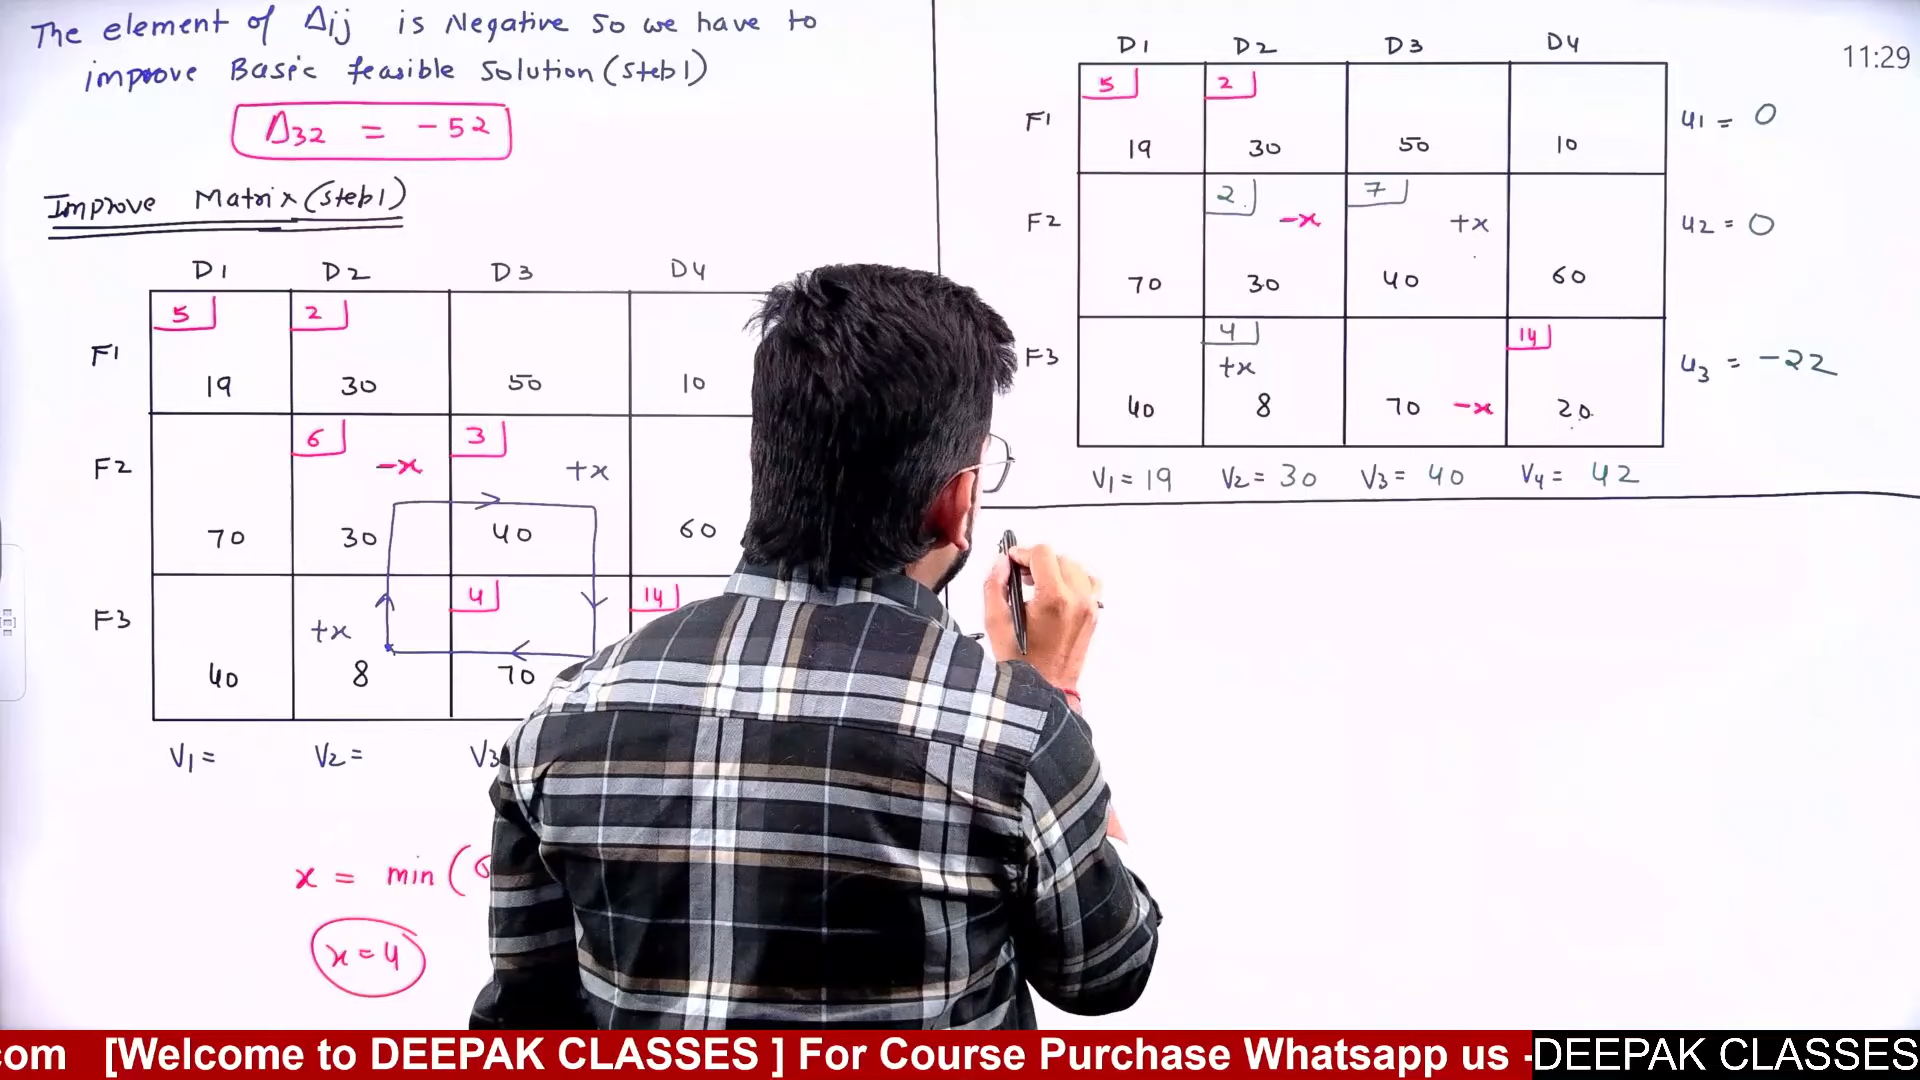 The element of Δij is Negative so we have to
improve Basic feasible solution (steb1)
Δ32 = -52
Improve Matrix (steb1)
D1 D2 D3 D4
F1 5 2
19 30 50 10
F2 6 -x 3 +x
70 30 40 60
F3 +x 4 14
40 8 70
V1 = V2 = V3
x = min (
x = 4
11:29
D1 D2 D3 D4
5 2
F1 u1 = 0
19 30 50 10
2 -x 7 +x
F2 u2 = 0
70 30 40 60
4 14
F3 +x u3 = -22
40 8 70 -x 20
V1 = 19 V2 = 30 V3 = 40 V4 = 42
com [Welcome to DEEPAK CLASSES ] For Course Purchase Whatsapp us - DEEPAK CLASSES